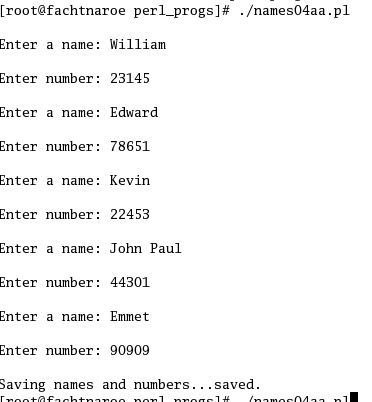 [root@fachtnaroe perl_progs]# ./names04aa.pl
Enter a name: William
Enter number: 23145
Enter a name: Edward
Enter number: 78651
Enter a name: Kevin
Enter number: 22453
Enter a name: John Paul
Enter number: 44301
Enter a name: Emmet
Enter number: 90909
Saving names and numbers...saved.
[root@fachtnaroe perl_progs]# ./names04aa.pl